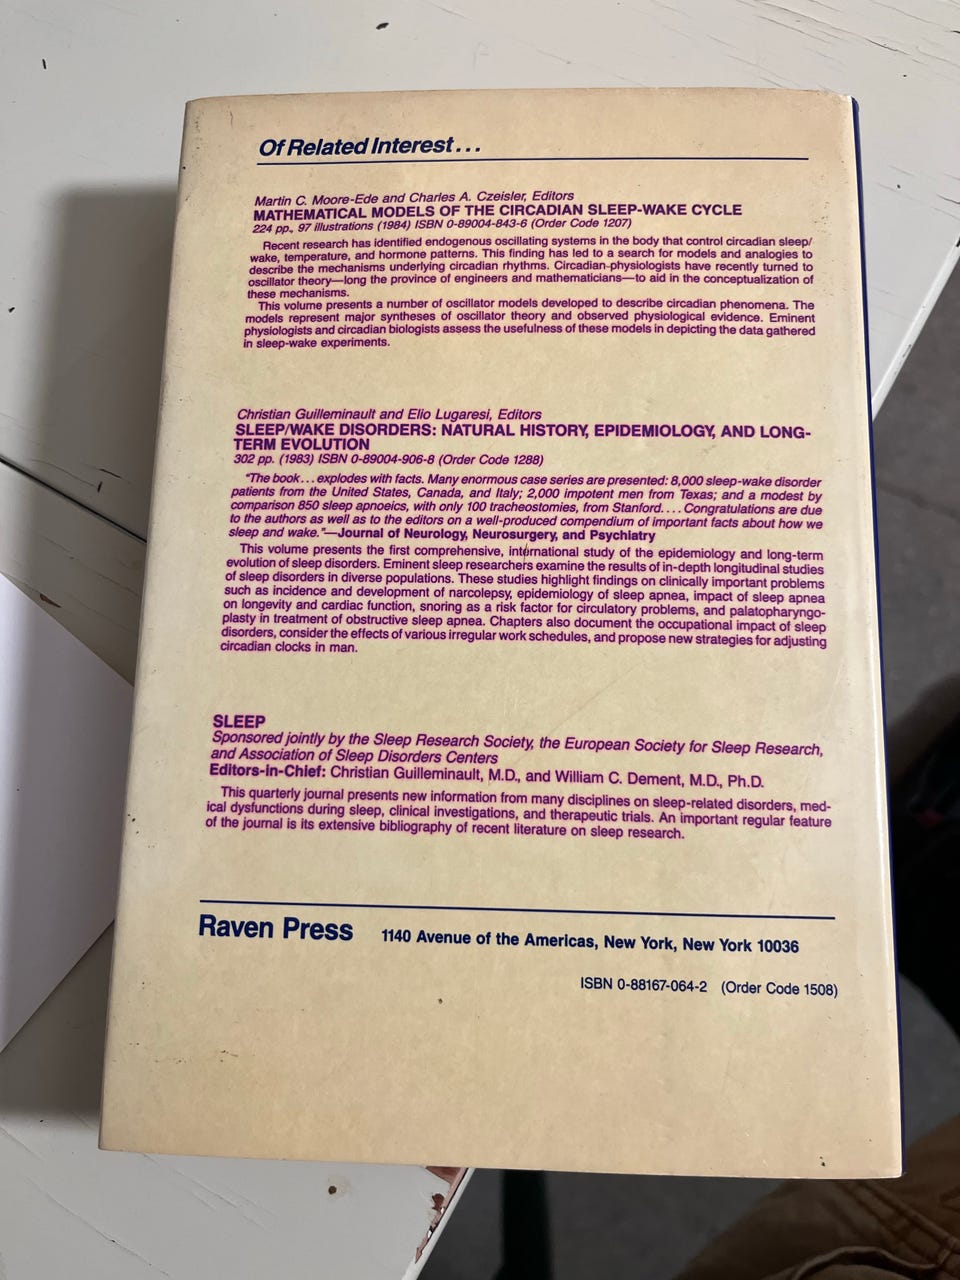 Of Related Interest...
Martin C. Moore-Ede and Charles A. Czeisler, Editors
MATHEMATICAL MODELS OF THE CIRCADIAN SLEEP-WAKE CYCLE
224 pp., 97 illustrations (1984) ISBN 0-89004-843-6 (Order Code 1207)
Recent research has identified endogenous oscillating systems in the body that control circadian sleep/
wake, temperature, and hormone patterns. This finding has led to a search for models and analogies to
describe the mechanisms underlying circadian rhythms. Circadian-physiologists have recently turned to
oscillator theory—long the province of engineers and mathematicians—to aid in the conceptualization of
these mechanisms.
This volume presents a number of oscillator models developed to describe circadian phenomena. The
models represent major syntheses of oscillator theory and observed physiological evidence. Eminent
physiologists and circadian biologists assess the usefulness of these models in depicting the data gathered
in sleep-wake experiments.
Christian Guilleminault and Elio Lugaresi, Editors
SLEEP/WAKE DISORDERS: NATURAL HISTORY, EPIDEMIOLOGY, AND LONG-
TERM EVOLUTION
302 pp. (1983) ISBN 0-89004-906-8 (Order Code 1288)
"The book...explodes with facts. Many enormous case series are presented: 8,000 sleep-wake disorder
patients from the United States, Canada, and Italy; 2,000 impotent men from Texas; and a modest by
comparison 850 sleep apnoeics, with only 100 tracheostomies, from Stanford.... Congratulations are due
to the authors as well as to the editors on a well-produced compendium of important facts about how we
sleep and wake."—Journal of Neurology, Neurosurgery, and Psychiatry
This volume presents the first comprehensive, international study of the epidemiology and long-term
evolution of sleep disorders. Eminent sleep researchers examine the results of in-depth longitudinal studies
of sleep disorders in diverse populations. These studies highlight findings on clinically important problems
such as incidence and development of narcolepsy, epidemiology of sleep apnea, impact of sleep apnea
on longevity and cardiac function, snoring as a risk factor for circulatory problems, and palatopharyngo-
plasty in treatment of obstructive sleep apnea. Chapters also document the occupational impact of sleep
disorders, consider the effects of various irregular work schedules, and propose new strategies for adjusting
circadian clocks in man.
SLEEP
Sponsored jointly by the Sleep Research Society, the European Society for Sleep Research,
and Association of Sleep Disorders Centers
Editors-in-Chief: Christian Guilleminault, M.D., and William C. Dement, M.D., Ph.D.
This quarterly journal presents new information from many disciplines on sleep-related disorders, med-
ical dysfunctions during sleep, clinical investigations, and therapeutic trials. An important regular feature
of the journal is its extensive bibliography of recent literature on sleep research.
Raven Press 1140 Avenue of the Americas, New York, New York 10036
ISBN 0-88167-064-2 (Order Code 1508)